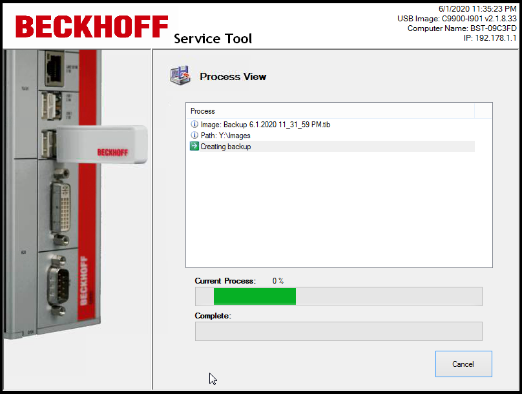 6/1/2020 11:35:23 PM
USB Image: C9900-I901 v2.1.8.33
Computer Name: BST-09C3FD
IP: 192.178.1.1
BECKHOFF
Service Tool
Process View
Process
Image: Backup 6.1.2020 11_31_59 PM.tib
Path: Y:\Images
Creating backup
BECKHOFF
BECKHOFF
Current Process: 0 %
Complete:
Cancel